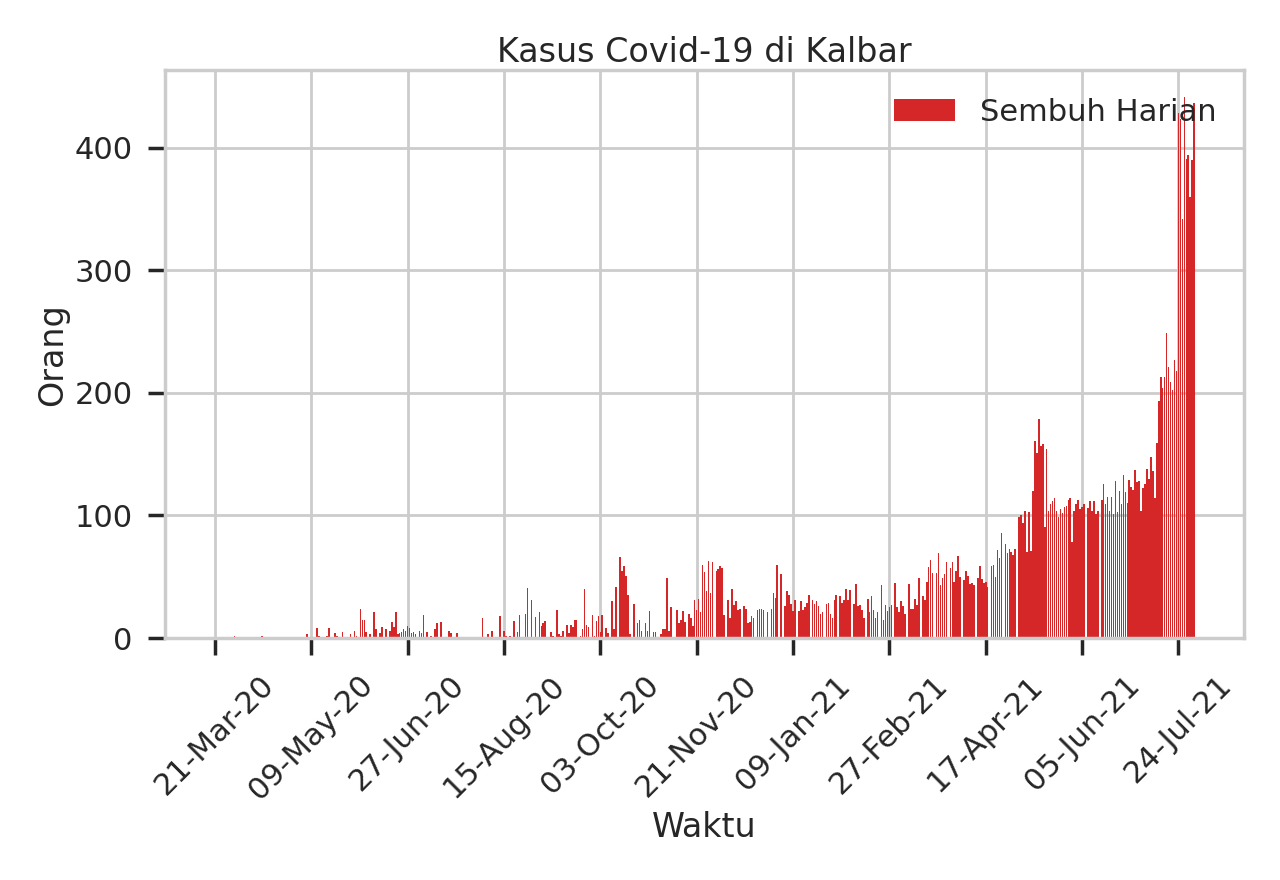 Kasus Covid-19 di Kalbar
Sembuh Harian
Orang
400
300
200
100
0
21-Mar-20
09-May-20
27-Jun-20
15-Aug-20
03-Oct-20
21-Nov-20
09-Jan-21
27-Feb-21
17-Apr-21
05-Jun-21
24-Jul-21
Waktu